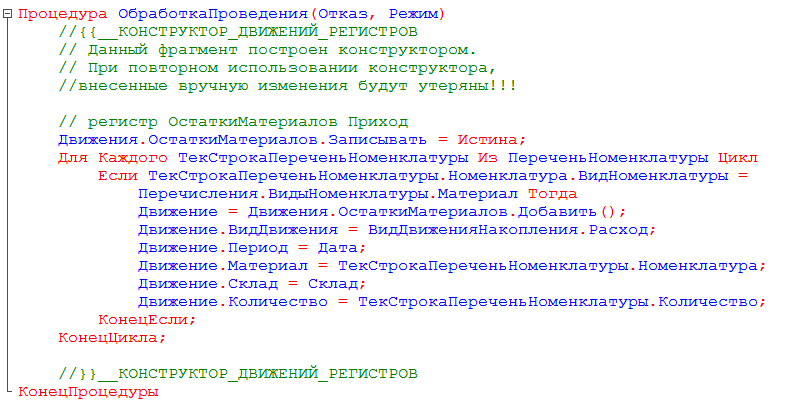 Процедура ОбработкаПроведения(Отказ, Режим)
//{{__КОНСТРУКТОР_ДВИЖЕНИЙ_РЕГИСТРОВ
// Данный фрагмент построен конструктором.
// При повторном использовании конструктора,
//внесенные вручную изменения будут утеряны!!!
// регистр ОстаткиМатериалов Приход
Движения.ОстаткиМатериалов.Записывать = Истина;
Для Каждого ТекСтрокаПереченьНоменклатуры Из ПереченьНоменклатуры Цикл
Если ТекСтрокаПереченьНоменклатуры.Номенклатура.ВидНоменклатуры =
Перечисления.ВидыНоменклатуры.Материал Тогда
Движение = Движения.ОстаткиМатериалов.Добавить();
Движение.ВидДвижения = ВидДвиженияНакопления.Расход;
Движение.Период = Дата;
Движение.Материал = ТекСтрокаПереченьНоменклатуры.Номенклатура;
Движение.Склад = Склад;
Движение.Количество = ТекСтрокаПереченьНоменклатуры.Количество;
КонецЕсли;
КонецЦикла;
//}}__КОНСТРУКТОР_ДВИЖЕНИЙ_РЕГИСТРОВ
КонецПроцедуры